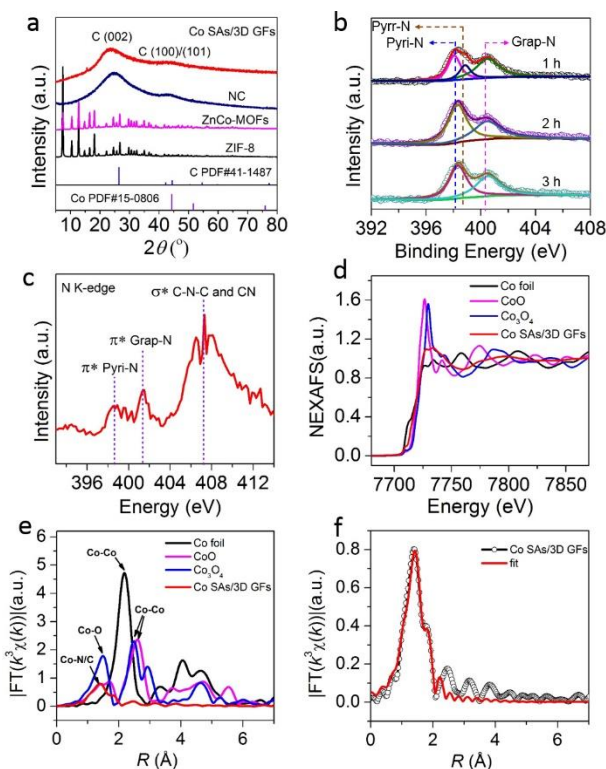 a
C (002)
Co SAs/3D GFs
C (100)/(101)
NC
ZnCo-MOFs
ZIF-8
C PDF#41-1487
Co PDF#15-0806
Intensity (a.u.)
10 20 30 40 50 60 70 80
2θ (°)
b
Pyrr-N
Pyri-N
Grap-N
1 h
2 h
3 h
Intensity (a.u.)
392 396 400 404 408
Binding Energy (eV)
c
N K-edge
σ* C-N-C and CN
π* Grap-N
π* Pyri-N
Intensity (a.u.)
396 400 404 408 412
Energy (eV)
d
Co foil
CoO
Co₃O₄
Co SAs/3D GFs
NEXAFS(a.u.)
1.6
1.2
0.8
0.4
0.0
7700 7750 7800 7850
Energy (eV)
e
Co-Co
Co foil
CoO
Co₃O₄
Co SAs/3D GFs
Co-Co
Co-O
Co-N/C
|FT(k³χ(k))|(a.u.)
6
5
4
3
2
1
0
0 2 4 6
R (Å)
f
Co SAs/3D GFs
fit
|FT(k³χ(k))|(a.u.)
0.8
0.6
0.4
0.2
0.0
0 1 2 3 4 5 6 7
R (Å)